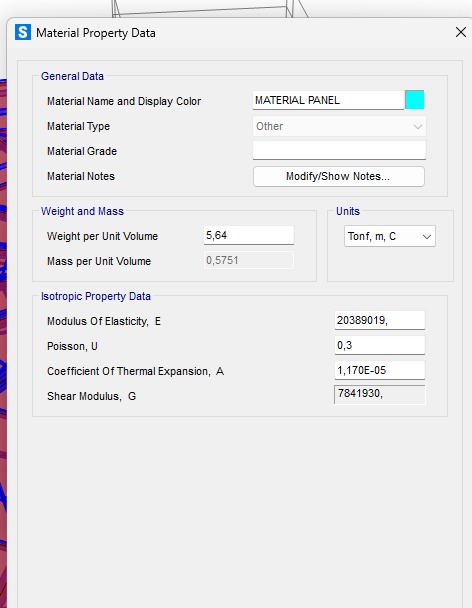 S Material Property Data
General Data
Material Name and Display Color MATERIAL PANEL
Material Type Other
Material Grade
Material Notes Modify/Show Notes...
Weight and Mass Units
Weight per Unit Volume 5,64 Tonf, m, C
Mass per Unit Volume 0,5751
Isotropic Property Data
Modulus Of Elasticity, E 20389019,
Poisson, U 0,3
Coefficient Of Thermal Expansion, A 1,170E-05
Shear Modulus, G 7841930,